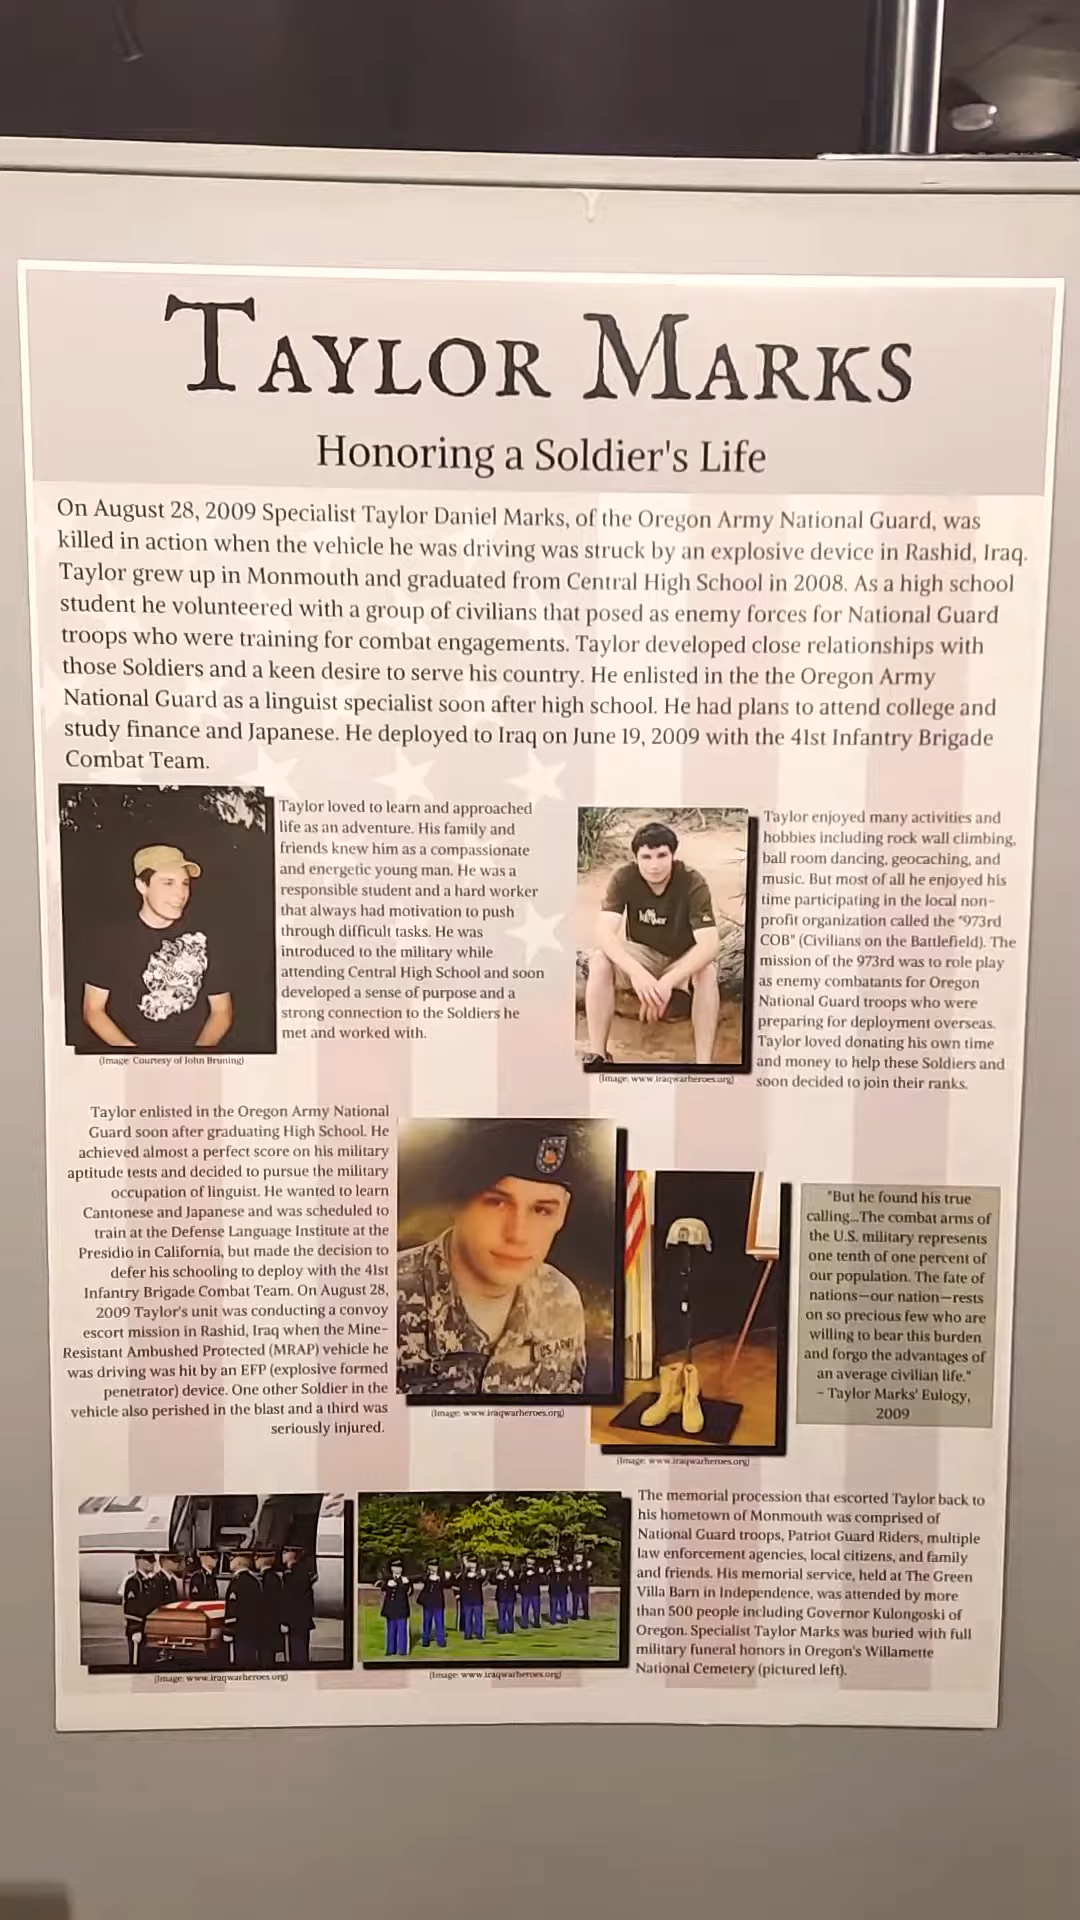 TAYLOR MARKS
Honoring a Soldier's Life
On August 28, 2009 Specialist Taylor Daniel Marks, of the Oregon Army National Guard, was
killed in action when the vehicle he was driving was struck by an explosive device in Rashid, Iraq.
Taylor grew up in Monmouth and graduated from Central High School in 2008. As a high school
student he volunteered with a group of civilians that posed as enemy forces for National Guard
troops who were training for combat engagements. Taylor developed close relationships with
those Soldiers and a keen desire to serve his country. He enlisted in the the Oregon Army
National Guard as a linguist specialist soon after high school. He had plans to attend college and
study finance and Japanese. He deployed to Iraq on June 19, 2009 with the 41st Infantry Brigade
Combat Team.
Taylor loved to learn and approached
life as an adventure. His family and
friends knew him as a compassionate
and energetic young man. He was a
responsible student and a hard worker
that always had motivation to push
through difficult tasks. He was
introduced to the military while
attending Central High School and soon
developed a sense of purpose and a
strong connection to the Soldiers he
met and worked with.
(Image: Courtesy of John Bruning)
Taylor enjoyed many activities and
hobbies including rock wall climbing,
ball room dancing, geocaching, and
music. But most of all he enjoyed his
time participating in the local non-
profit organization called the "973rd
COB" (Civilians on the Battlefield). The
mission of the 973rd was to role play
as enemy combatants for Oregon
National Guard troops who were
preparing for deployment overseas.
Taylor loved donating his own time
and money to help these Soldiers and
soon decided to join their ranks.
(Image: www.iraqwarheroes.org)
Taylor enlisted in the Oregon Army National
Guard soon after graduating High School. He
achieved almost a perfect score on his military
aptitude tests and decided to pursue the military
occupation of linguist. He wanted to learn
Cantonese and Japanese and was scheduled to
train at the Defense Language Institute at the
Presidio in California, but made the decision to
defer his schooling to deploy with the 41st
Infantry Brigade Combat Team. On August 28,
2009 Taylor's unit was conducting a convoy
escort mission in Rashid, Iraq when the Mine-
Resistant Ambushed Protected (MRAP) vehicle he
was driving was hit by an EFP (explosive formed
penetrator) device. One other Soldier in the
vehicle also perished in the blast and a third was
seriously injured.
US ARMY
(Image: www.iraqwarheroes.org)
(Image: www.iraqwarheroes.org)
"But he found his true
calling...The combat arms of
the U.S. military represents
one tenth of one percent of
our population. The fate of
nations—our nation—rests
on so precious few who are
willing to bear this burden
and forgo the advantages of
an average civilian life."
- Taylor Marks' Eulogy,
2009
(Image: www.iraqwarheroes.org)
(Image: www.iraqwarheroes.org)
The memorial procession that escorted Taylor back to
his hometown of Monmouth was comprised of
National Guard troops, Patriot Guard Riders, multiple
law enforcement agencies, local citizens, and family
and friends. His memorial service, held at The Green
Villa Barn in Independence, was attended by more
than 500 people including Governor Kulongoski of
Oregon. Specialist Taylor Marks was buried with full
military funeral honors in Oregon's Willamette
National Cemetery (pictured left).